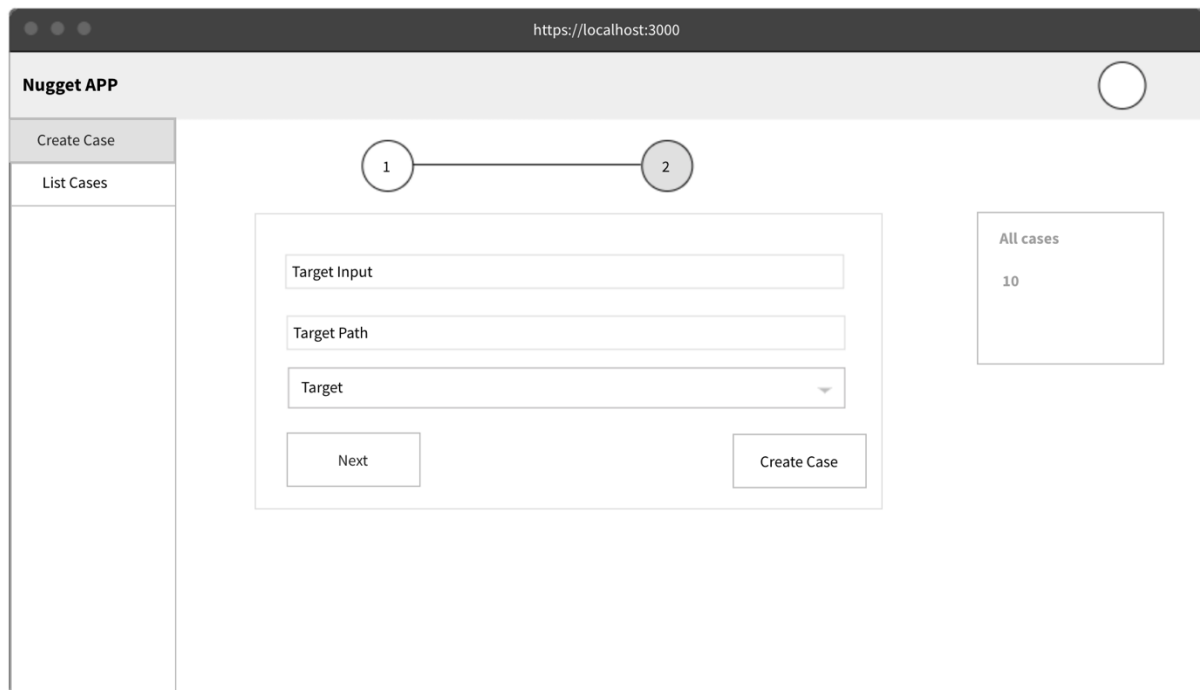 https://localhost:3000
Nugget APP
Create Case
List Cases
1
2
Target Input
Target Path
Target
Next
Create Case
All cases
10